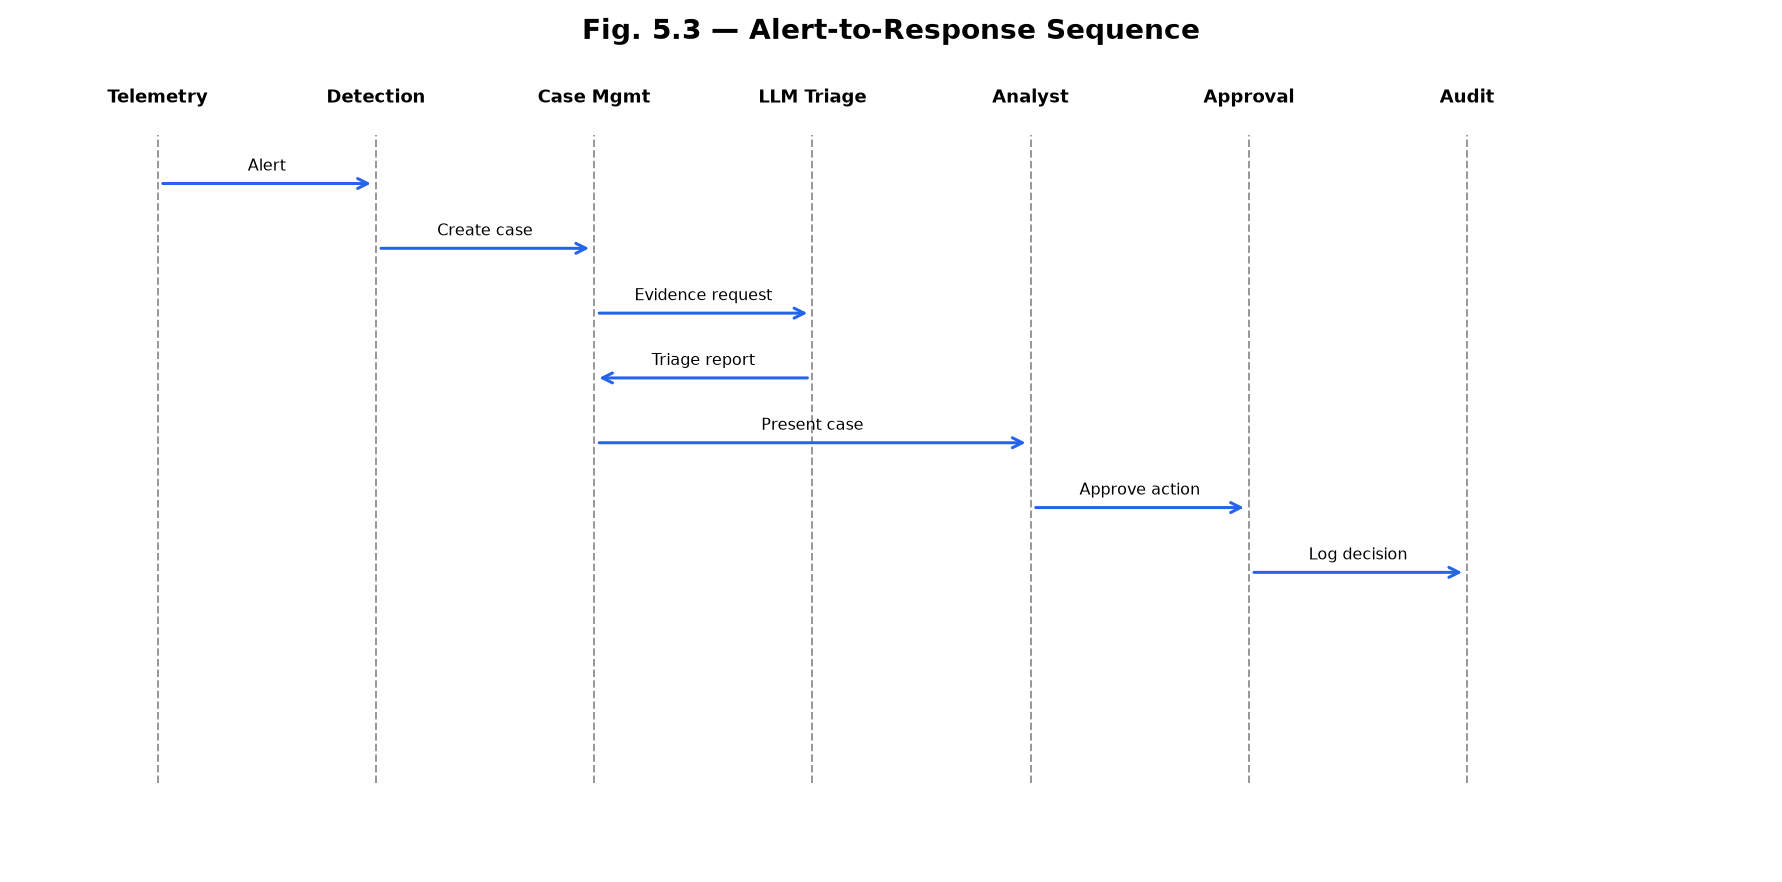 Fig. 5.3 — Alert-to-Response Sequence
Telemetry Detection Case Mgmt LLM Triage Analyst Approval Audit
Alert
Create case
Evidence request
Triage report
Present case
Approve action
Log decision